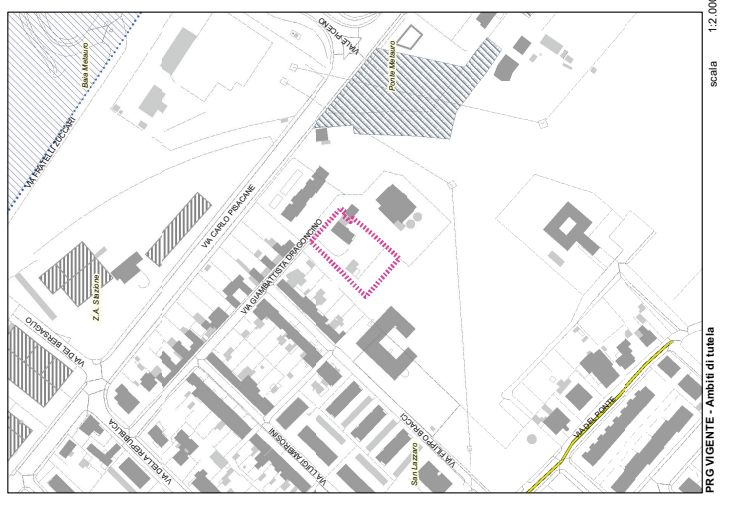 VIALE PICENO
Baia Metauro
Ponte Metauro
VIA FRATELLI ZUCCARI
VIA CARLO PISACANE
VIA GIAMBATTISTA DRAGONCINO
Z.A. Stazione
VIA DEL BERSAGLIO
VIA DELLA REPUBBLICA
VIA LUIGI AMBROSINI
VIA FILIPPO BRACCI
San Lazzaro
VIA DEL PONTE
PRG VIGENTE - Ambiti di tutela
scala 1:2.000